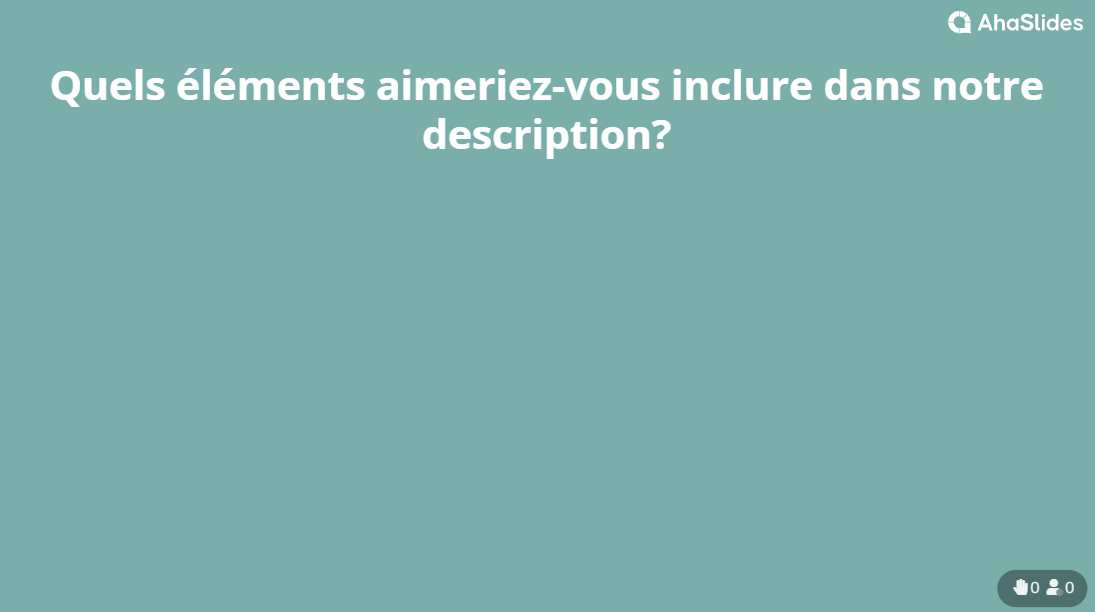 AhaSlides
Quels éléments aimeriez-vous inclure dans notre
description?
0 0